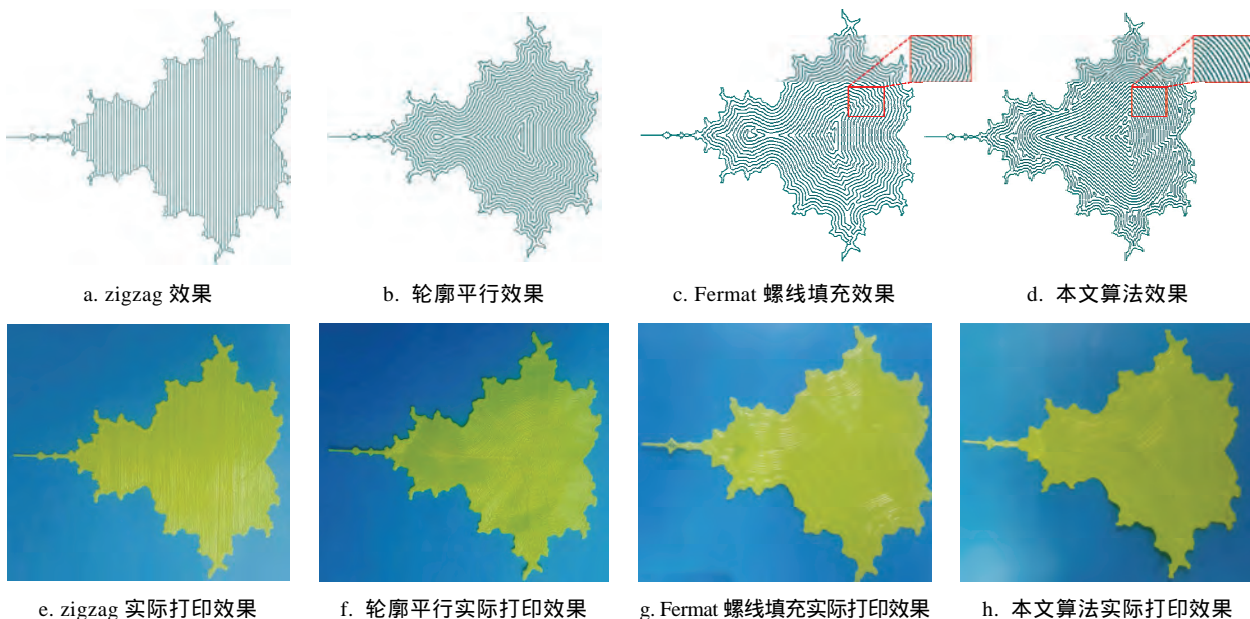 a. zigzag 效果
b. 轮廓平行效果
c. Fermat 螺线填充效果
d. 本文算法效果
e. zigzag 实际打印效果
f. 轮廓平行实际打印效果
g. Fermat 螺线填充实际打印效果
h. 本文算法实际打印效果